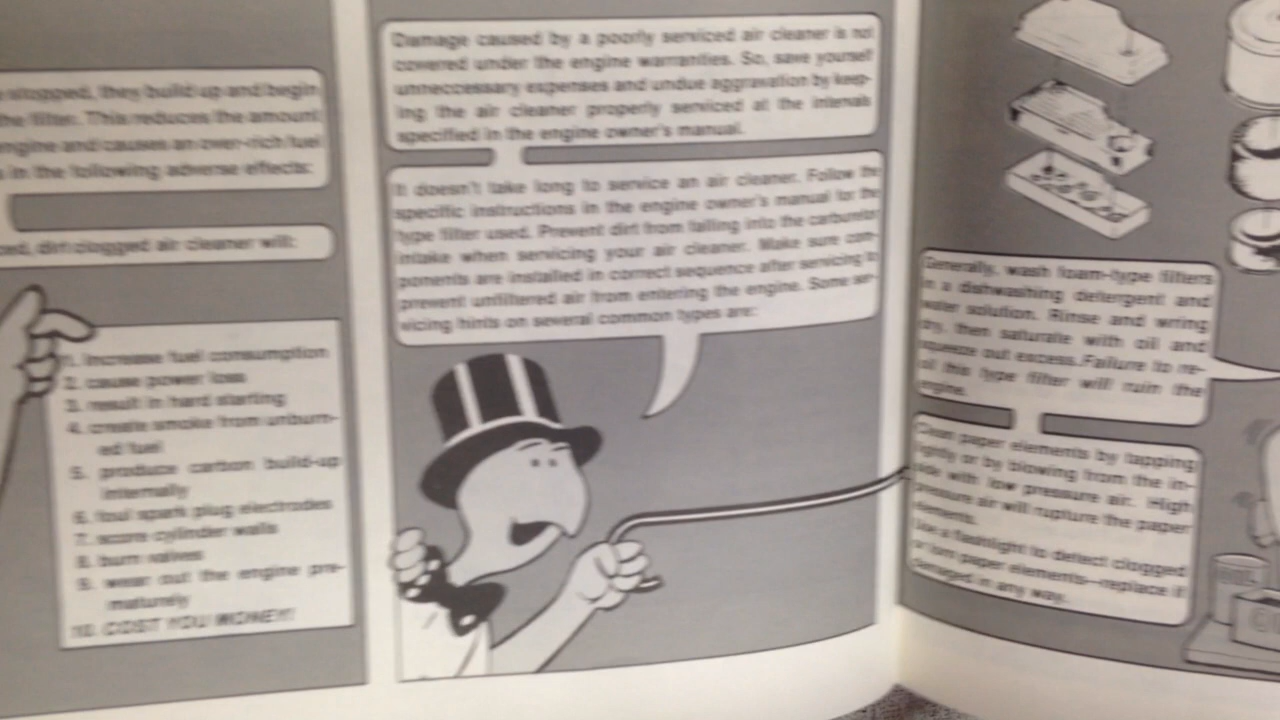 stopped, they build up and begin
the filter. This reduces the amount
engine and causes an over-rich fuel
in the following adverse effects:
dirt clogged air cleaner will:
1. increase fuel consumption
2. cause power loss
3. result in hard starting
4. create smoke from unburn-
ed fuel
5. produce carbon build-up
internally
6. foul spark plug electrodes
7. score cylinder walls
8. burn valves
9. wear out the engine pre-
maturely
10. COST YOU MONEY!
Damage caused by a poorly serviced air cleaner is not
covered under the engine warranties. So, save yourself
unneccessary expenses and undue aggravation by keep-
ing the air cleaner properly serviced at the intervals
specified in the engine owner's manual.
It doesn't take long to service an air cleaner. Follow the
specific instructions in the engine owner's manual for the
type filter used. Prevent dirt from falling into the carburetor
intake when servicing your air cleaner. Make sure com-
ponents are installed in correct sequence after servicing to
prevent unfiltered air from entering the engine. Some ser-
vicing hints on several common types are:
Generally, wash foam-type filters
in a dishwashing detergent and
water solution. Rinse and wring
dry, then saturate with oil and
squeeze out excess. Failure to re-
oil this type filter will ruin the
engine.
Clean paper elements by tapping
lightly or by blowing from the in-
side with low pressure air. High
pressure air will rupture the paper
elements.
Use a flashlight to detect clogged
or torn paper elements—replace if
damaged in any way.